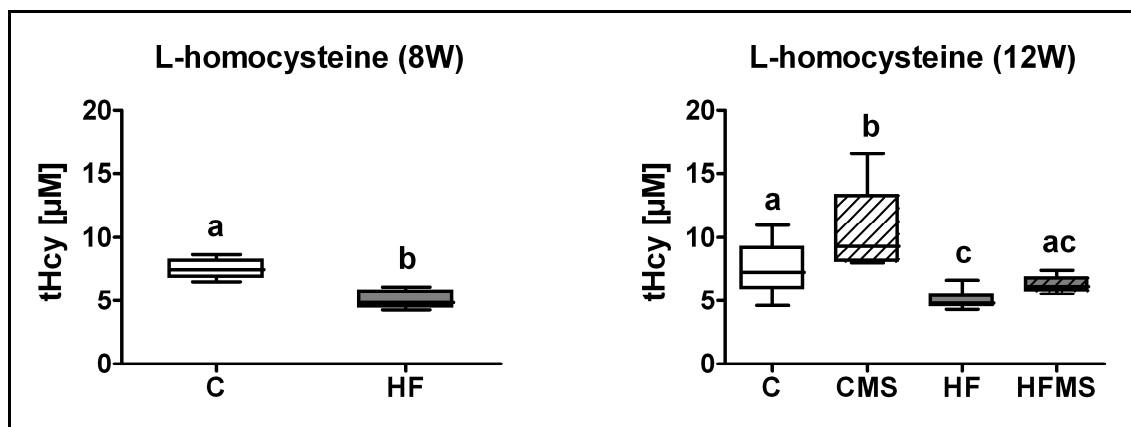 L-homocysteine (8W)
tHcy [µM]
20
15
10
5
0
a
b
C
HF
L-homocysteine (12W)
tHcy [µM]
20
15
10
5
0
a
b
c
ac
C
CMS
HF
HFMS